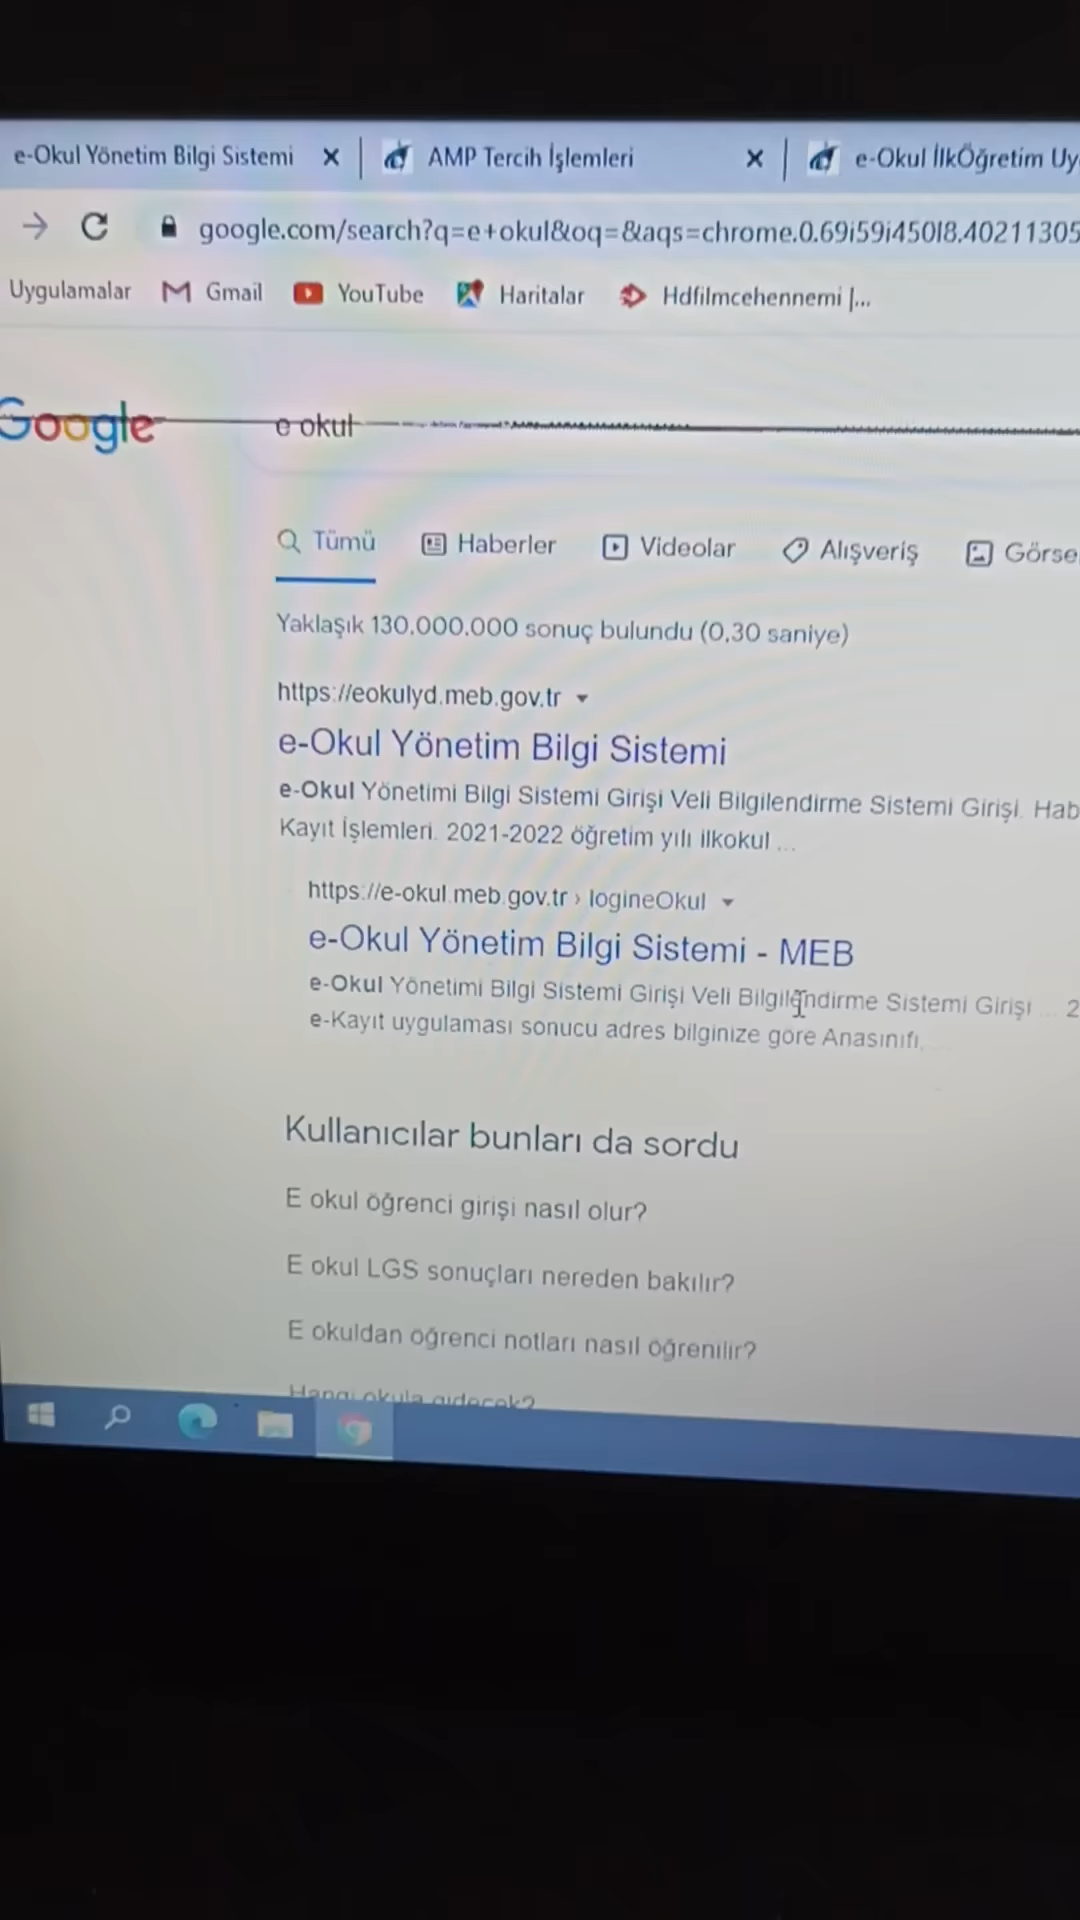 e-Okul Yönetim Bilgi Sistemi
AMP Tercih İşlemleri
e-Okul İlkÖğretim Uy
google.com/search?q=e+okul&oq=&aqs=chrome.0.69i59i450l8.40211305
Uygulamalar
Gmail
YouTube
Haritalar
Hdfilmcehennemi |...
Google
e okul
Tümü
Haberler
Videolar
Alışveriş
Görse
Yaklaşık 130.000.000 sonuç bulundu (0,30 saniye)
https://eokulyd.meb.gov.tr
e-Okul Yönetim Bilgi Sistemi
e-Okul Yönetimi Bilgi Sistemi Girişi Veli Bilgilendirme Sistemi Girişi. Hab
Kayıt İşlemleri. 2021-2022 öğretim yılı ilkokul ...
https://e-okul.meb.gov.tr › logineOkul
e-Okul Yönetim Bilgi Sistemi - MEB
e-Okul Yönetimi Bilgi Sistemi Girişi Veli Bilgilendirme Sistemi Girişi ... 2
e-Kayıt uygulaması sonucu adres bilginize göre Anasınıfı,
Kullanıcılar bunları da sordu
E okul öğrenci girişi nasıl olur?
E okul LGS sonuçları nereden bakılır?
E okuldan öğrenci notları nasıl öğrenilir?
Hangi okula gidecek?